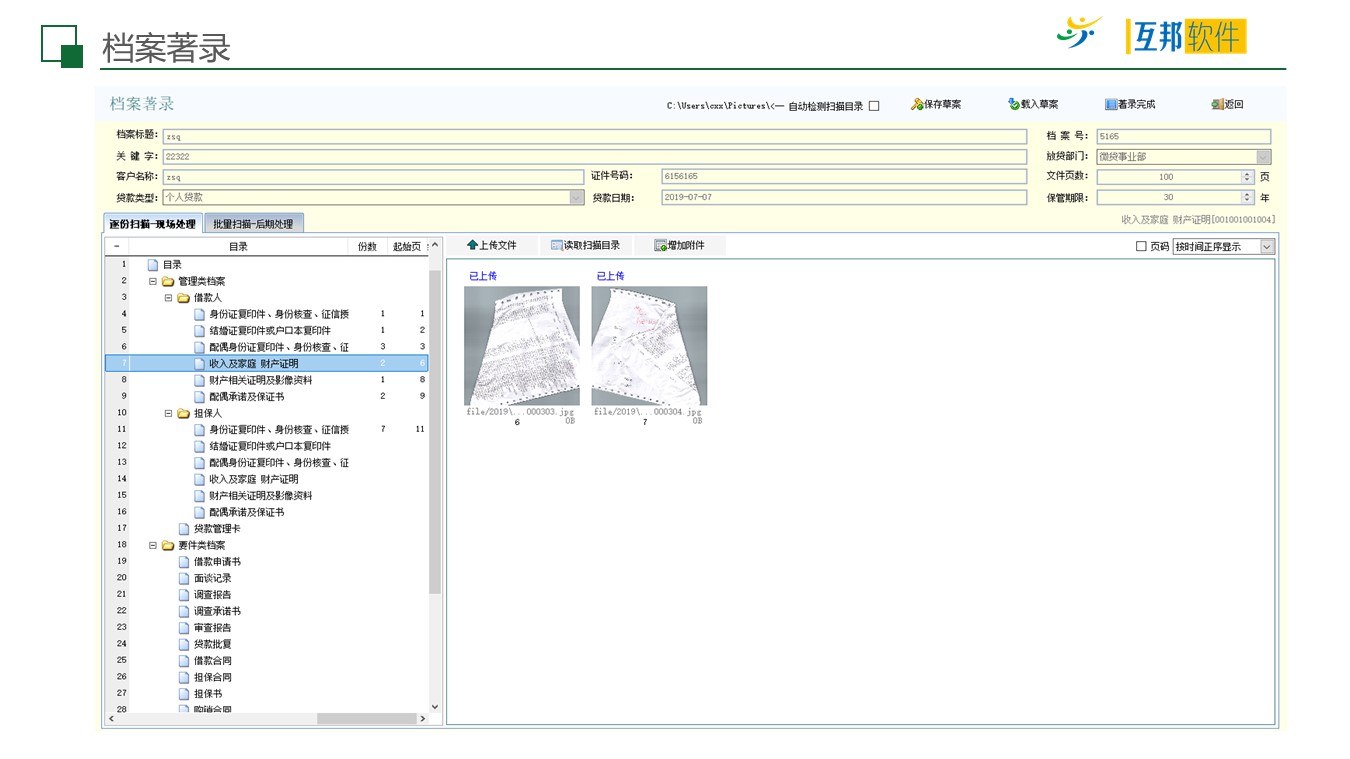 档案著录
互邦软件
档案著录
C:\Users\cxx\Pictures\<一 自动检测扫描目录
保存草案
载入草案
著录完成
返回
档案标题: zsq
档 案 号: 5165
关 键 字: 22322
放贷部门: 微贷事业部
客户名称: zsq
证件号码: 6156165
文件页数: 100 页
贷款类型: 个人贷款
贷款日期: 2019-07-07
保管期限: 30 年
逐份扫描—现场处理
批量扫描—后期处理
收入及家庭 财产证明[001001001004]
- 目录 份数 起始页
上传文件
读取扫描目录
增加附件
页码 按时间正序显示
1 目录
2 管理类档案
3 借款人
4 身份证复印件、身份核查、征信授 1 1
5 结婚证复印件或户口本复印件 1 2
6 配偶身份证复印件、身份核查、征 3 3
7 收入及家庭 财产证明 2 6
8 财产相关证明及影像资料 1 8
9 配偶承诺及保证书 2 9
10 担保人
11 身份证复印件、身份核查、征信授 7 11
12 结婚证复印件或户口本复印件
13 配偶身份证复印件、身份核查、征
14 收入及家庭 财产证明
15 财产相关证明及影像资料
16 配偶承诺及保证书
17 贷款管理卡
18 要件类档案
19 借款申请书
20 面谈记录
21 调查报告
22 调查承诺书
23 审查报告
24 贷款批复
25 借款合同
26 担保合同
27 担保书
28 购销合同
已上传
file/2019\...000303.jpg
6 0B
已上传
file/2019\...000304.jpg
7 0B